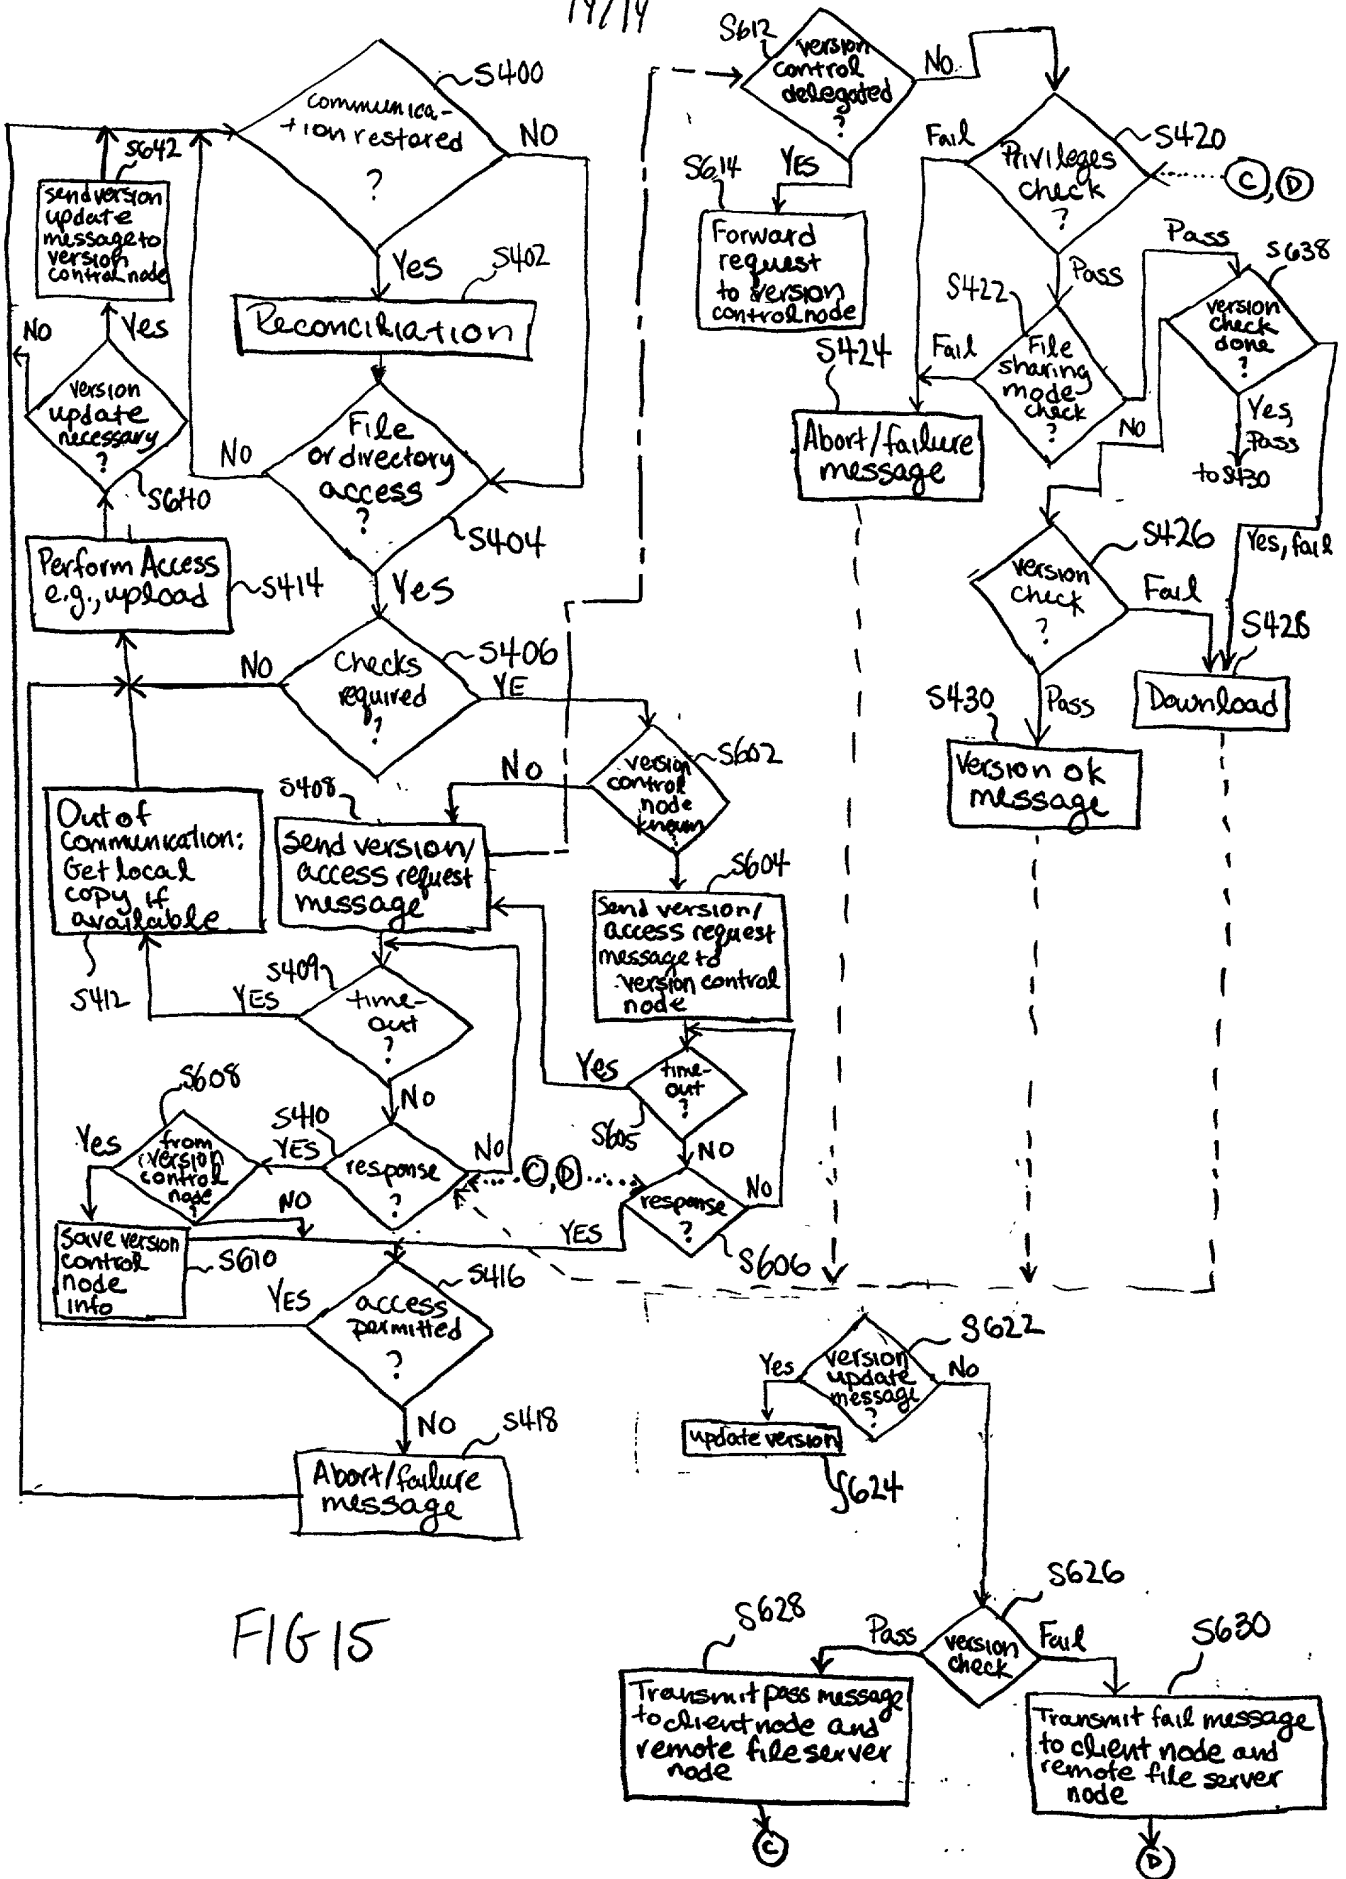 14/14
S400
communica-
tion restored
?
NO
Yes
S402
Reconciliation
File
or directory
access
?
NO
S404
Yes
S642
send version
update
message to
version
control node
NO
Yes
version
update
necessary
?
S640
Perform Access
e.g., upload
S414
Checks
required
?
S406
NO
YE
version
control
node
known
S602
NO
S408
Send version/
access request
message
Out of
communication:
Get local
copy if
available
S412
S604
Send version/
access request
message to
version control
node
S409
time-
out
?
YES
NO
time-
out
?
Yes
S605
NO
S608
from
version
control
node
Yes
NO
S410
YES
response
?
NO
C, D
response
?
NO
YES
S606
Save version
control
node
info
S610
S416
access
permitted
?
YES
NO
S418
Abort/failure
message
FIG 15
S612
version
control
delegated
?
No
YES
S614
Forward
request
to version
control node
Fail
S420
Privileges
check
?
C, D
Pass
S422
File
sharing
mode
check
?
Fail
Pass
S424
Abort/failure
message
S638
version
check
done
?
No
Yes,
Pass
to S430
Yes, fail
S426
version
check
?
Fail
S428
Download
Pass
S430
Version ok
message
S622
version
update
message
?
Yes
No
update version
S624
S626
version
check
Pass
Fail
S628
Transmit pass message
to client node and
remote file server
node
C
S630
Transmit fail message
to client node and
remote file server
node
D